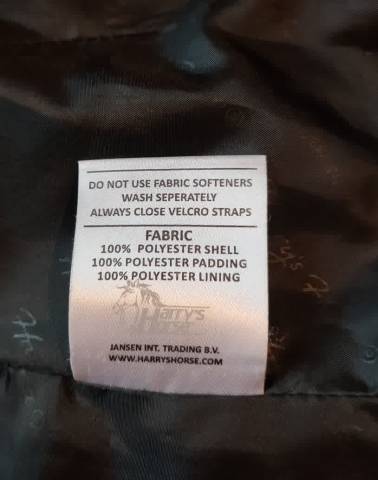 DO NOT USE FABRIC SOFTENERS
WASH SEPERATELY
ALWAYS CLOSE VELCRO STRAPS
FABRIC
100% POLYESTER SHELL
100% POLYESTER PADDING
100% POLYESTER LINING
Harry's
Horse
JANSEN INT. TRADING B.V.
WWW.HARRYSHORSE.COM